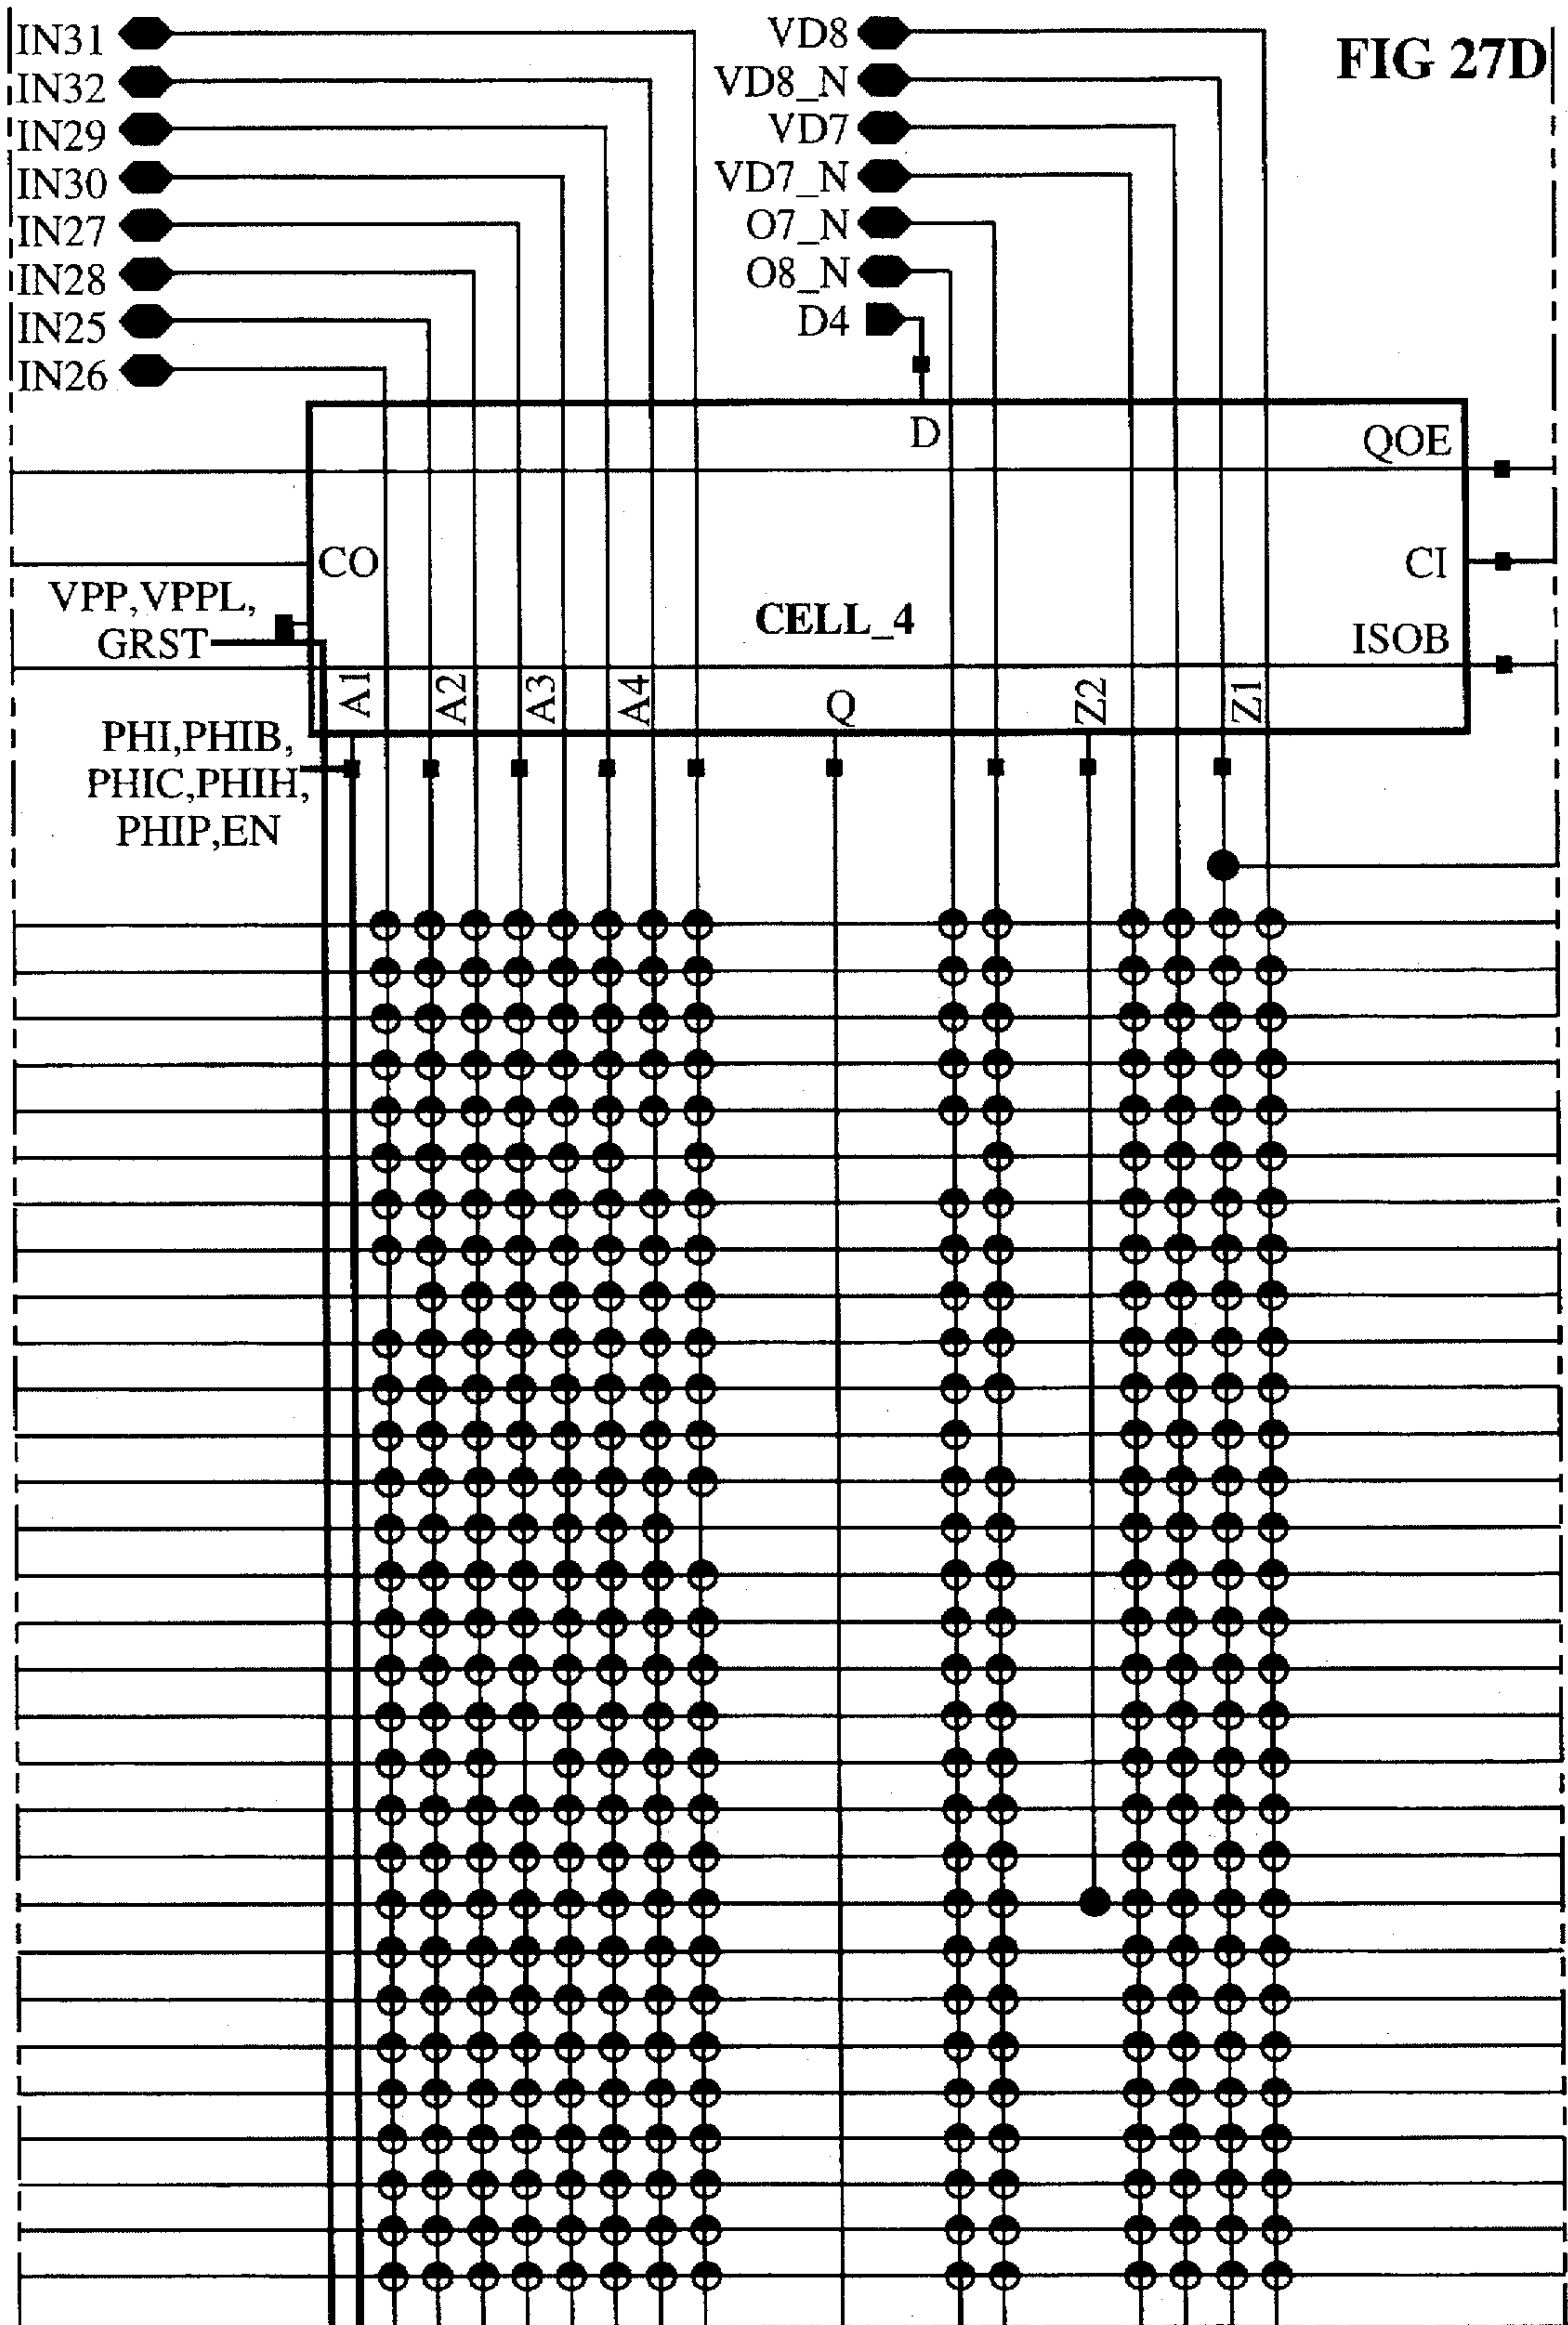 FIG 27D
IN31
IN32
IN29
IN30
IN27
IN28
IN25
IN26
VD8
VD8_N
VD7
VD7_N
O7_N
O8_N
D4
D
QOE
CO
CI
VPP,VPPL,
GRST
CELL_4
ISOB
A1
A2
A3
A4
Q
Z2
Z1
PHI,PHIB,
PHIC,PHIH,
PHIP,EN